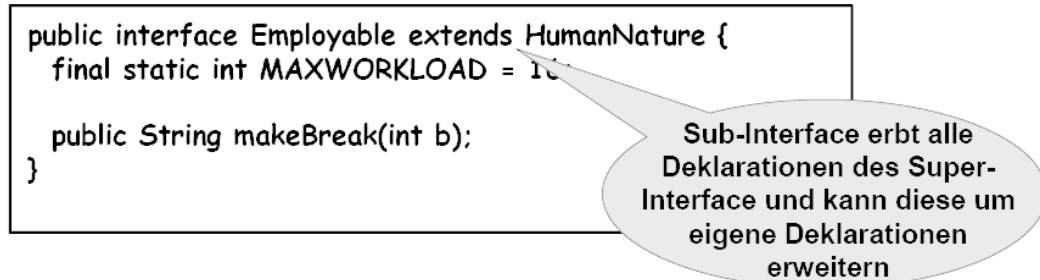 public interface Employable extends HumanNature {
final static int MAXWORKLOAD =
public String makeBreak(int b);
}
Sub-Interface erbt alle
Deklarationen des Super-
Interface und kann diese um
eigene Deklarationen
erweitern